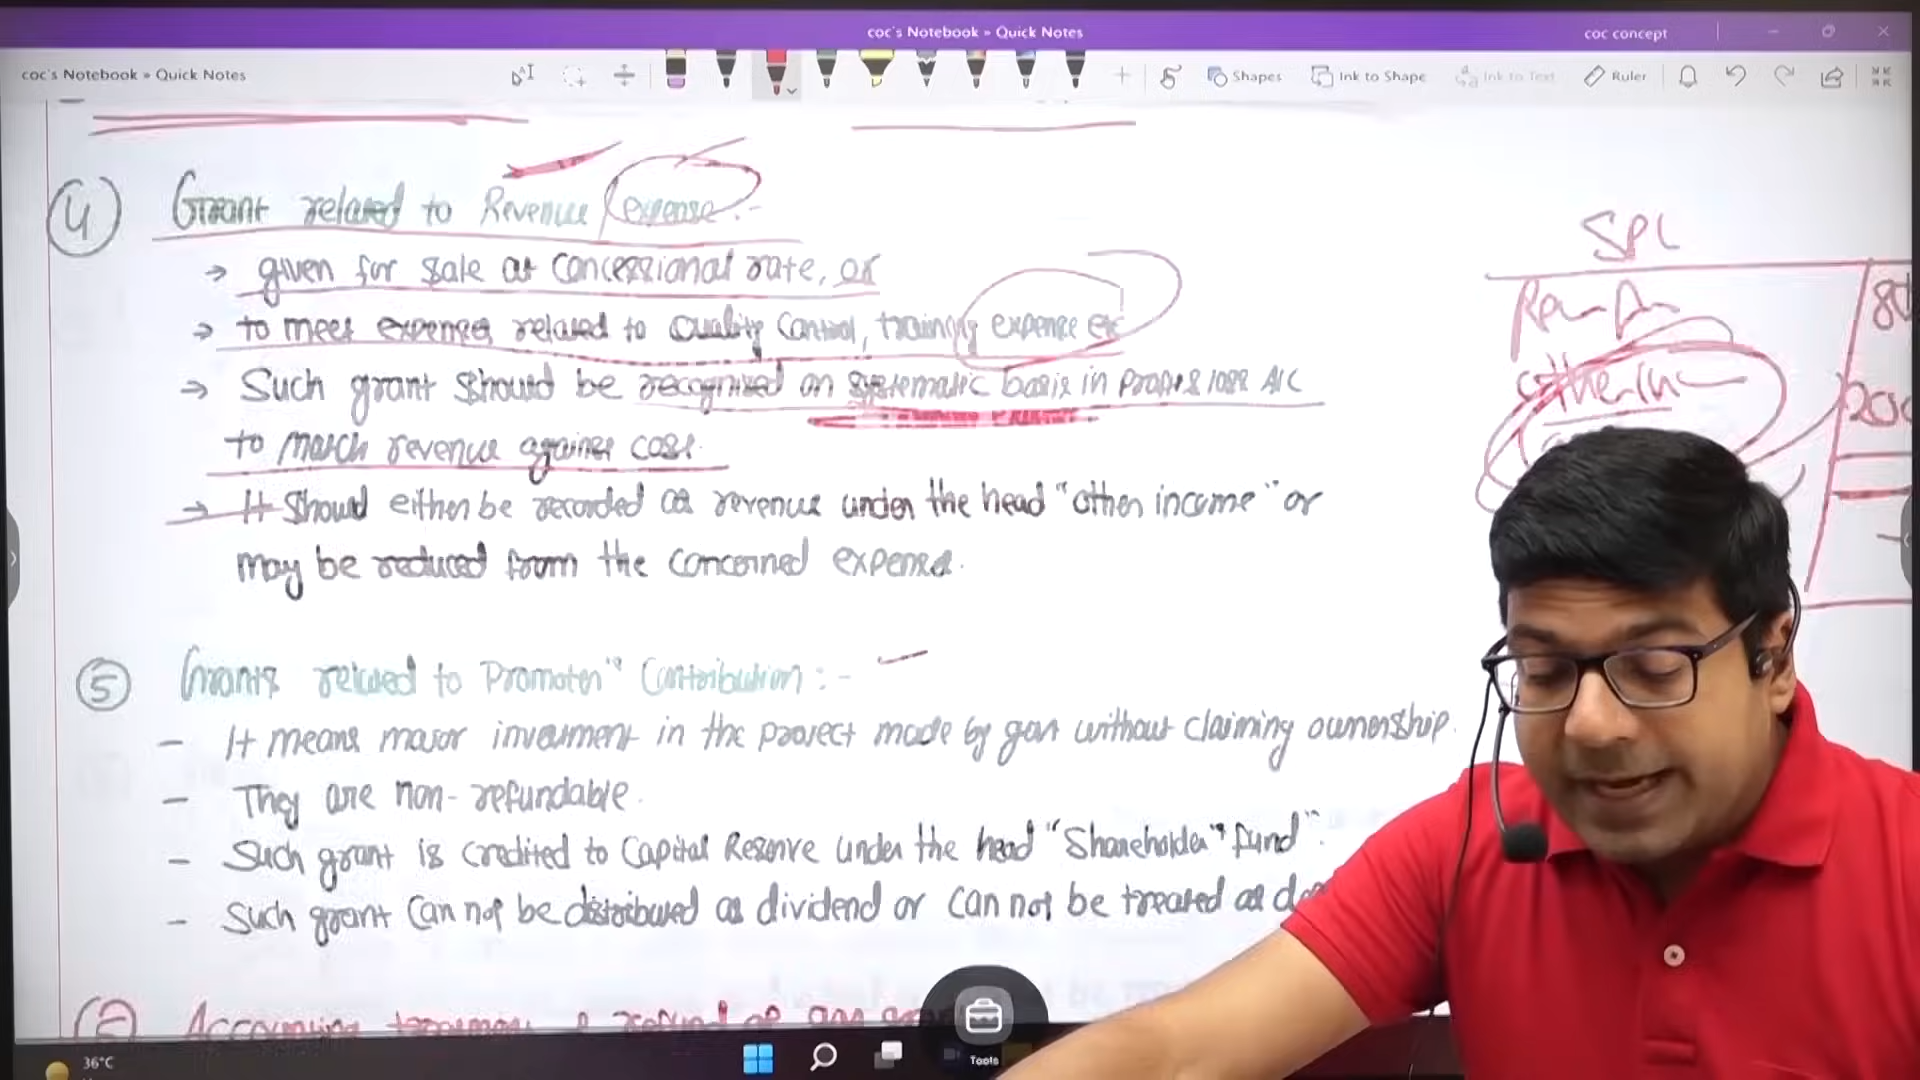 coc's Notebook » Quick Notes
coc concept
coc's Notebook » Quick Notes
Shapes
Ink to Shape
Ink to Text
Ruler
4 Grant related to Revenue / expense :-
→ given for sale at concessional rate, or
→ to meet expenses related to Quality Control, training expense etc
→ Such grant should be recognised on systematic basis in profit & loss A/C
to match revenue against cost.
→ It should either be recorded as revenue under the head "other income" or
may be reduced from the concerned expense.
SPL
Other Inc
200
5 Grants related to Promoter's Contribution :-
- It means major investment in the project made by govt without claiming ownership.
- They are non-refundable.
- Such grant is credited to Capital Reserve under the head "Shareholder's fund".
- Such grant can not be distributed as dividend or can not be treated as
Accounting treatment
36°C
Tools